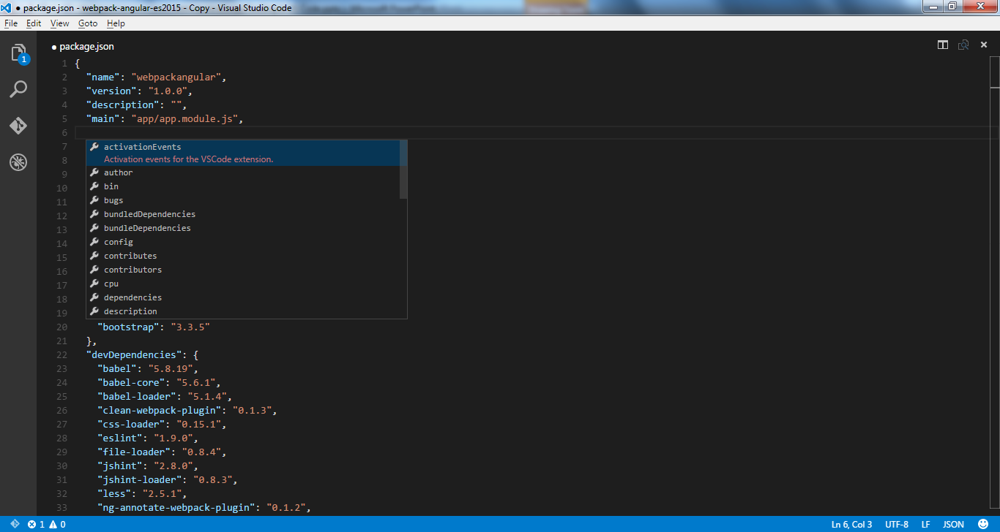 ● package.json - webpack-angular-es2015 - Copy - Visual Studio Code
File Edit View Goto Help
1
● package.json
1 {
2 "name": "webpackangular",
3 "version": "1.0.0",
4 "description": "",
5 "main": "app/app.module.js",
6
7 activationEvents
8 Activation events for the VSCode extension.
9 author
10 bin
11 bugs
12 bundledDependencies
13 bundleDependencies
14 config
15 contributes
16 contributors
17 cpu
18 dependencies
19 description
20 "bootstrap": "3.3.5"
21 },
22 "devDependencies": {
23 "babel": "5.8.19",
24 "babel-core": "5.6.1",
25 "babel-loader": "5.1.4",
26 "clean-webpack-plugin": "0.1.3",
27 "css-loader": "0.15.1",
28 "eslint": "1.9.0",
29 "file-loader": "0.8.4",
30 "jshint": "2.8.0",
31 "jshint-loader": "0.8.3",
32 "less": "2.5.1",
33 "ng-annotate-webpack-plugin": "0.1.2",
1 0 Ln 6, Col 3 UTF-8 LF JSON